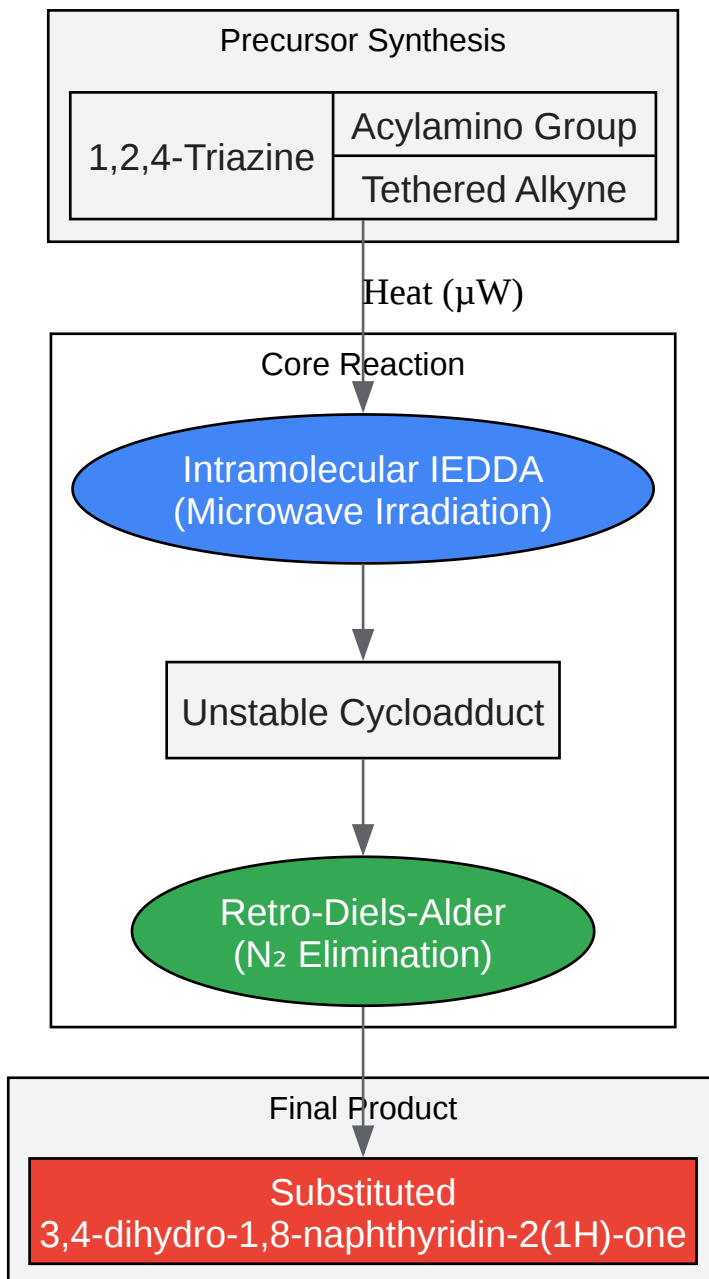 Precursor Synthesis
1,2,4-Triazine
Acylamino Group
Tethered Alkyne
Heat (µW)
Core Reaction
Intramolecular IEDDA
(Microwave Irradiation)
Unstable Cycloadduct
Retro-Diels-Alder
(N₂ Elimination)
Final Product
Substituted
3,4-dihydro-1,8-naphthyridin-2(1H)-one